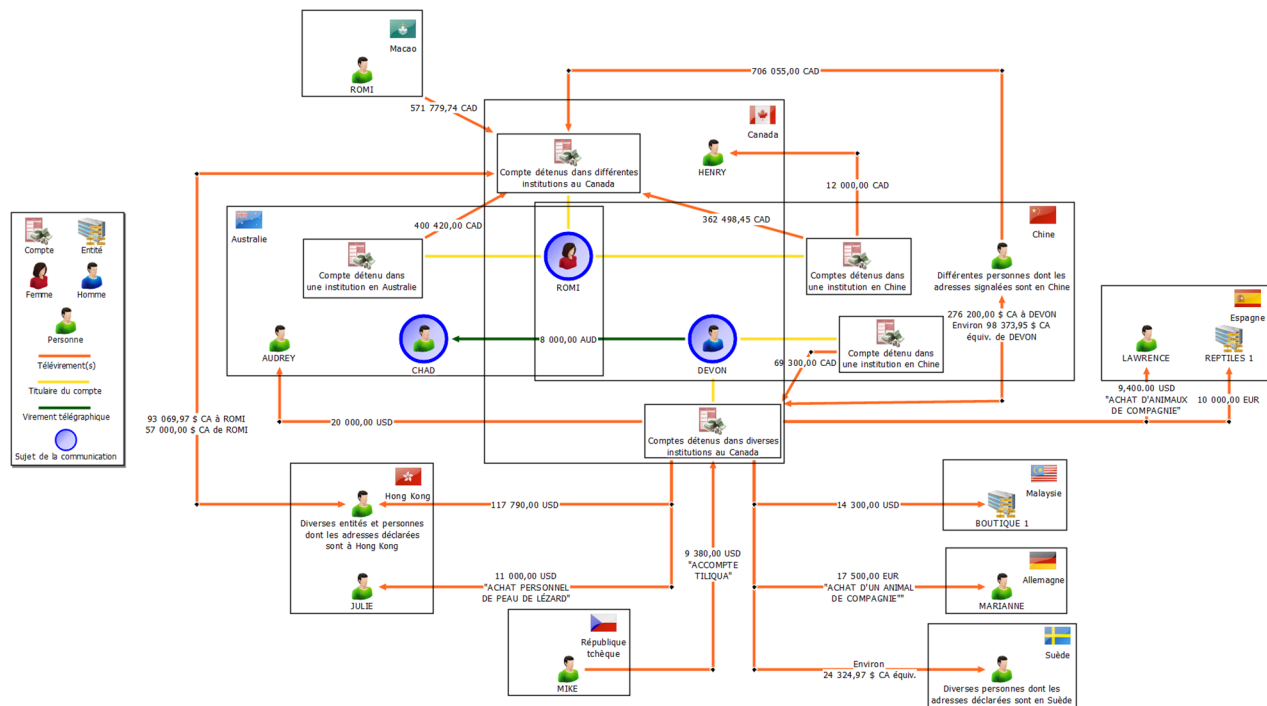 Macao
ROMI
571 779,74 CAD
706 055,00 CAD
Canada
Compte détenus dans différentes
institutions au Canada
HENRY
12 000,00 CAD
Compte
Entité
Femme
Homme
Personne
Télévirement(s)
Titulaire du compte
Virement télégraphique
Sujet de la communication
Australie
400 420,00 CAD
362 498,45 CAD
Chine
Compte détenu dans
une institution en Australie
ROMI
Comptes détenus dans
une institution en Chine
Différentes personnes dont les
adresses signalées sont en Chine
276 200,00 $ CA à DEVON
Environ 98 373,95 $ CA
équiv. de DEVON
Espagne
AUDREY
CHAD
8 000,00 AUD
DEVON
Compte détenu dans
une institution en Chine
69 300,00 CAD
LAWRENCE
REPTILES 1
9,400.00 USD
"ACHAT D'ANIMAUX
DE COMPAGNIE"
10 000,00 EUR
93 069,97 $ CA à ROMI
57 000,00 $ CA de ROMI
20 000,00 USD
Comptes détenus dans diverses
institutions au Canada
Hong Kong
Diverses entités et personnes
dont les adresses déclarées
sont à Hong Kong
117 790,00 USD
14 300,00 USD
Malaysie
BOUTIQUE 1
JULIE
11 000,00 USD
"ACHAT PERSONNEL
DE PEAU DE LÉZARD"
9 380,00 USD
"ACCOMPTE
TILIQUA"
17 500,00 EUR
"ACHAT D'UN ANIMAL
DE COMPAGNIE""
Allemagne
MARIANNE
République
tchèque
MIKE
Environ
24 324,97 $ CA équiv.
Suède
Diverses personnes dont les
adresses déclarées sont en Suède